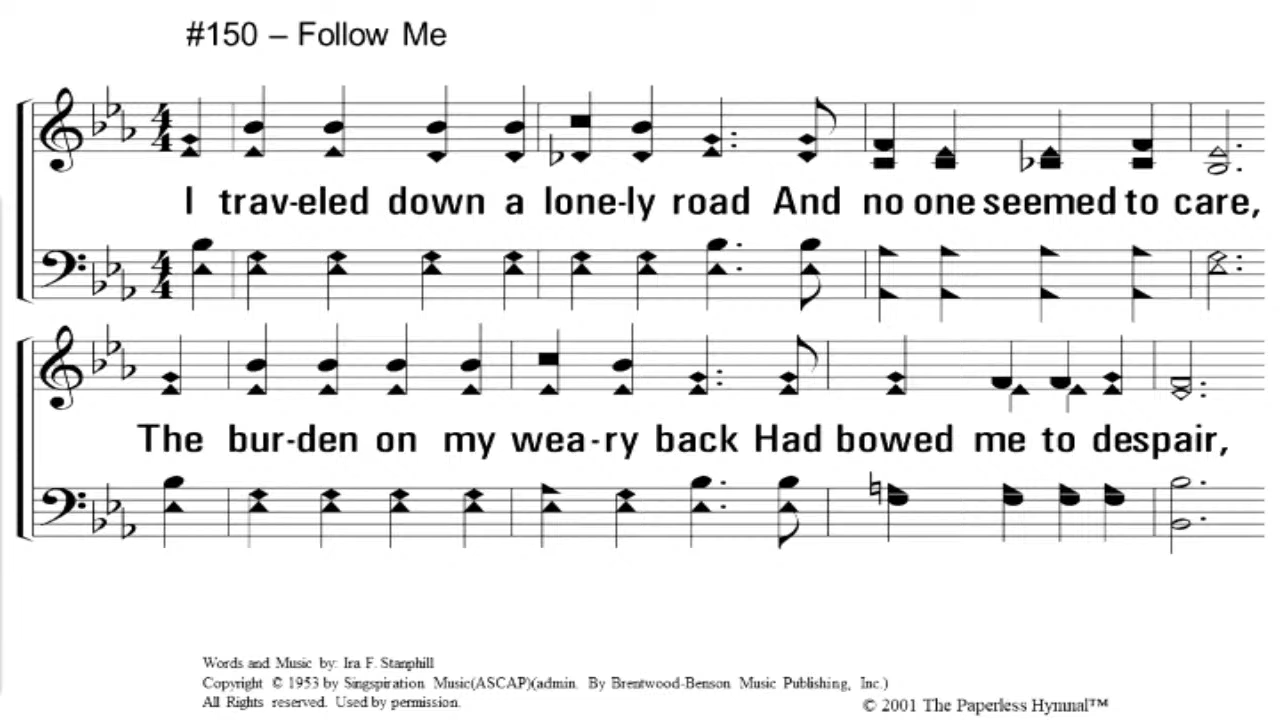 #150 – Follow Me
I trav-eled down a lone-ly road And no one seemed to care,
The bur-den on my wea-ry back Had bowed me to despair,
Words and Music by: Ira F. Stanphill
Copyright © 1953 by Singspiration Music(ASCAP)(admin. By Brentwood-Benson Music Publishing, Inc.)
All Rights reserved. Used by permission.
© 2001 The Paperless Hymnal™